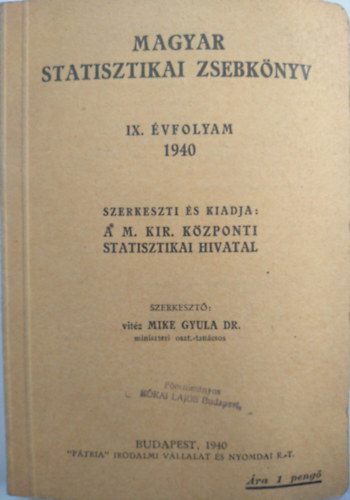 MAGYAR
STATISZTIKAI ZSEBKÖNYV
IX. ÉVFOLYAM
1940
SZERKESZTI ÉS KIADJA:
A M. KIR. KÖZPONTI
STATISZTIKAI HIVATAL
SZERKESZTŐ:
vitéz MIKE GYULA DR.
miniszteri oszt.-tanácsos
RÓKAI LAJOS Budapest,
BUDAPEST, 1940
"PÁTRIA" IRODALMI VÁLLALAT ÉS NYOMDAI R.-T.
Ára 1 pengő